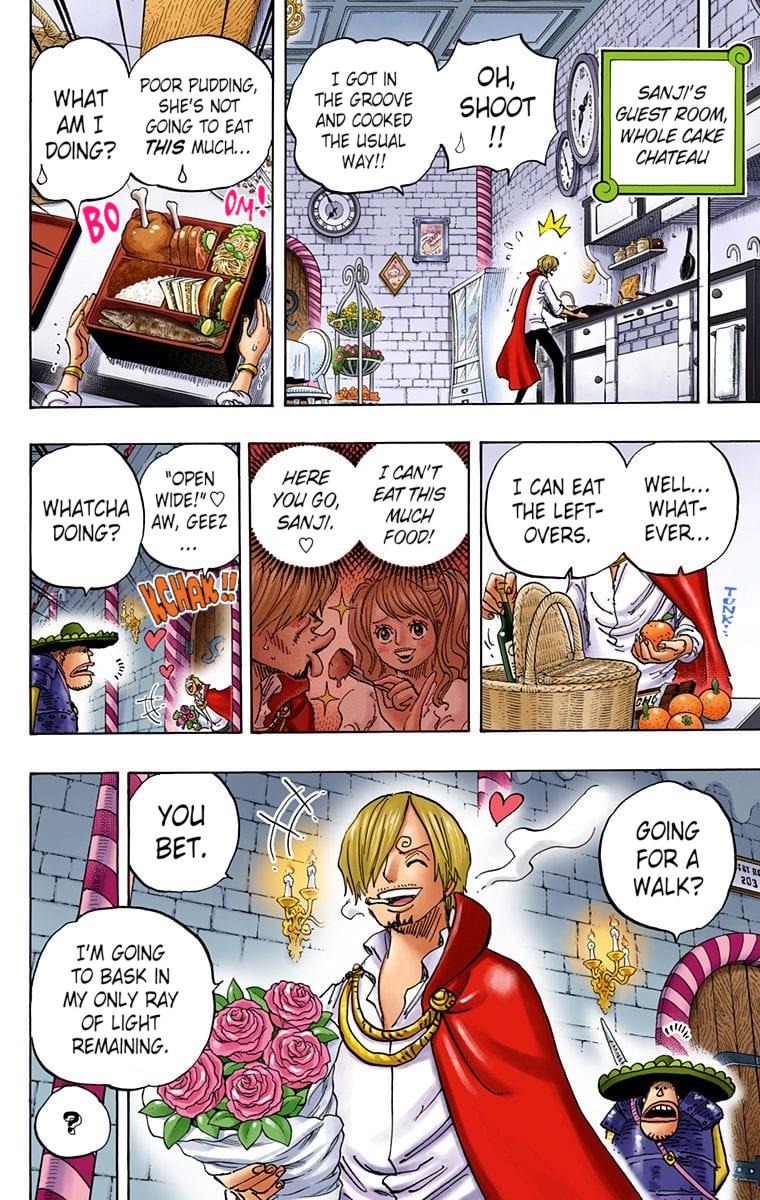 SANJI'S
GUEST ROOM,
WHOLE CAKE
CHATEAU
OH,
SHOOT
!!
I GOT IN
THE GROOVE
AND COOKED
THE USUAL
WAY!!
POOR PUDDING,
SHE'S NOT
GOING TO EAT
THIS MUCH...
WHAT
AM I
DOING?
BO
OM!
WELL...
WHAT-
EVER...
I CAN EAT
THE LEFT-
OVERS.
TUNK...
I CAN'T
EAT THIS
MUCH
FOOD!
HERE
YOU GO,
SANJI.
♡
"OPEN
WIDE!"♡
AW, GEEZ
...
KCHAK!!
WHATCHA
DOING?
GOING
FOR A
WALK?
YOU
BET.
I'M GOING
TO BASK IN
MY ONLY RAY
OF LIGHT
REMAINING.
?